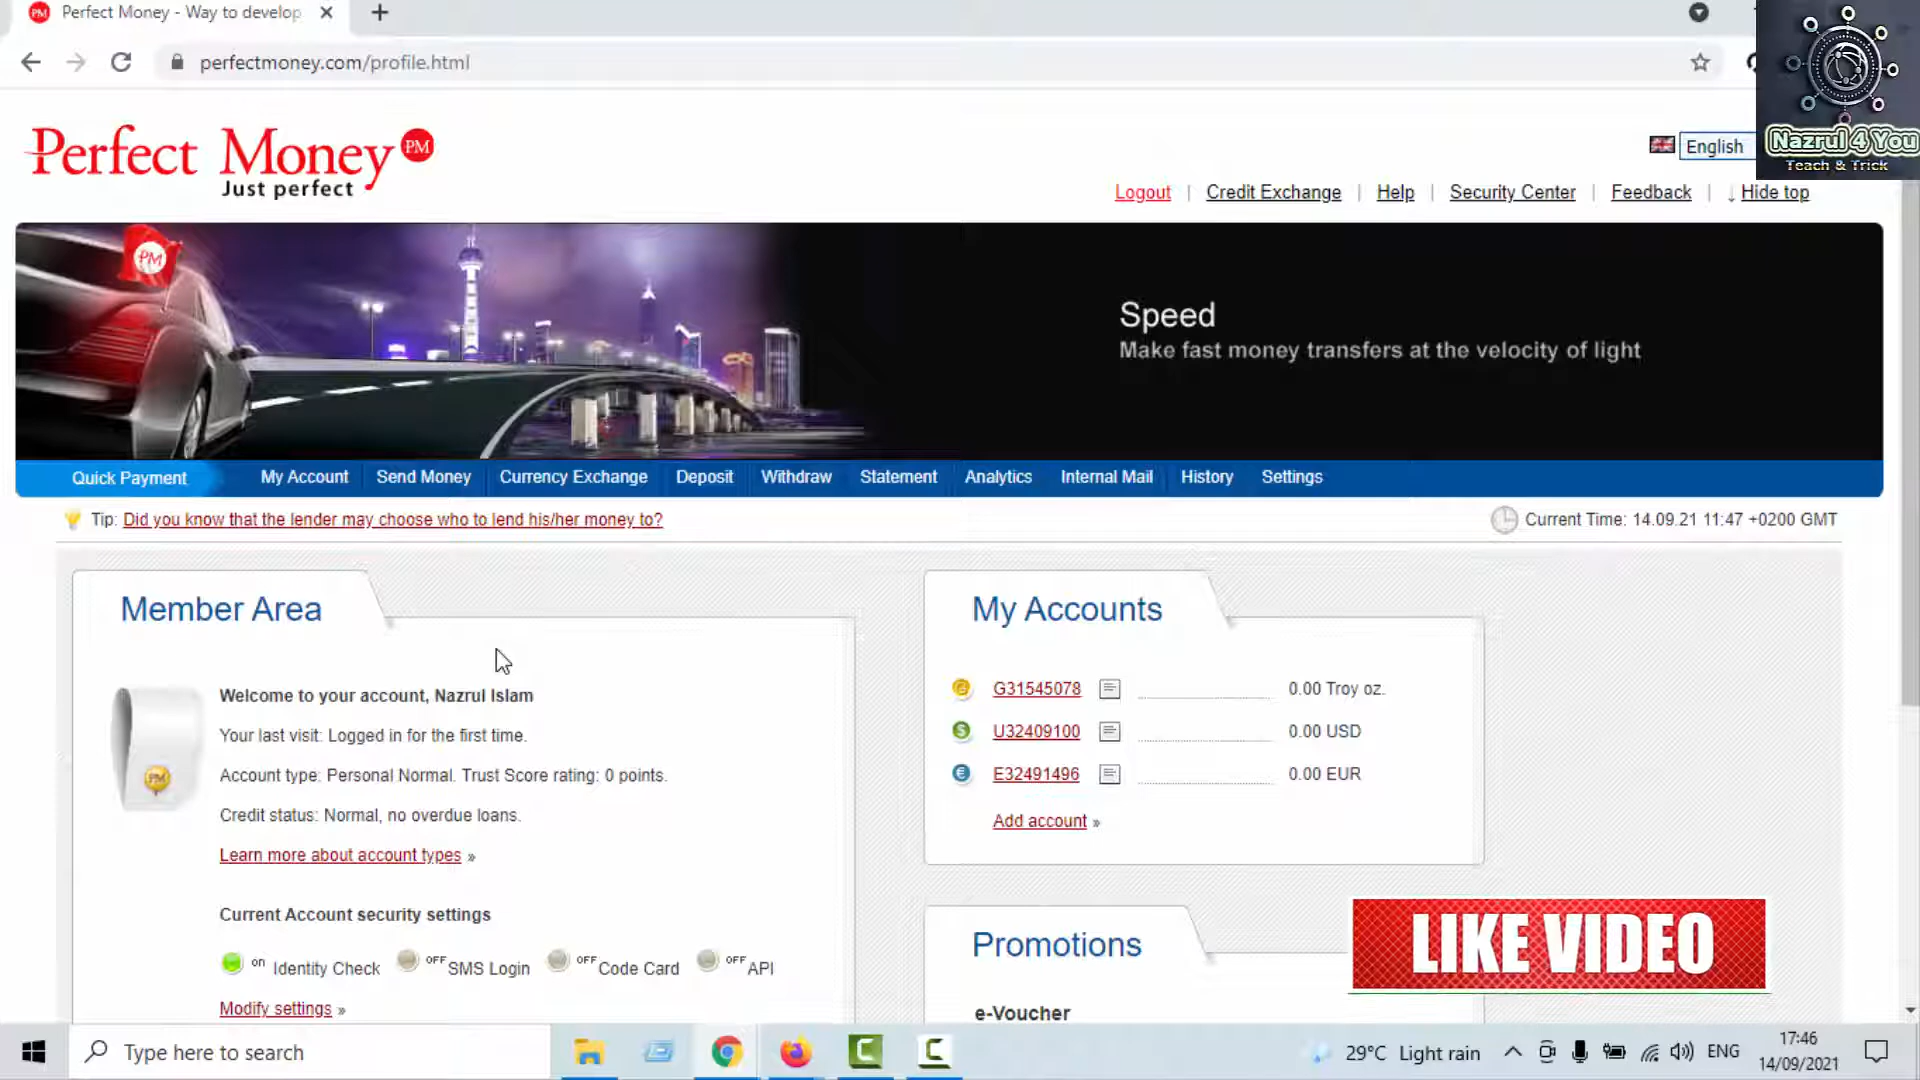 Perfect Money - Way to develop
perfectmoney.com/profile.html
Nazrul 4 You
Teach & Trick
Perfect Money PM
Just perfect
English
Logout | Credit Exchange | Help | Security Center | Feedback | ↓ Hide top
PM
Speed
Make fast money transfers at the velocity of light
Quick Payment My Account Send Money Currency Exchange Deposit Withdraw Statement Analytics Internal Mail History Settings
Tip: Did you know that the lender may choose who to lend his/her money to?
Current Time: 14.09.21 11:47 +0200 GMT
Member Area
Welcome to your account, Nazrul Islam
Your last visit: Logged in for the first time.
Account type: Personal Normal. Trust Score rating: 0 points.
Credit status: Normal, no overdue loans.
Learn more about account types »
PM
Current Account security settings
on Identity Check OFF SMS Login OFF Code Card OFF API
Modify settings »
My Accounts
G31545078 0.00 Troy oz.
U32409100 0.00 USD
E32491496 0.00 EUR
Add account »
Promotions
e-Voucher
LIKE VIDEO
Type here to search
29°C Light rain
ENG
17:46
14/09/2021